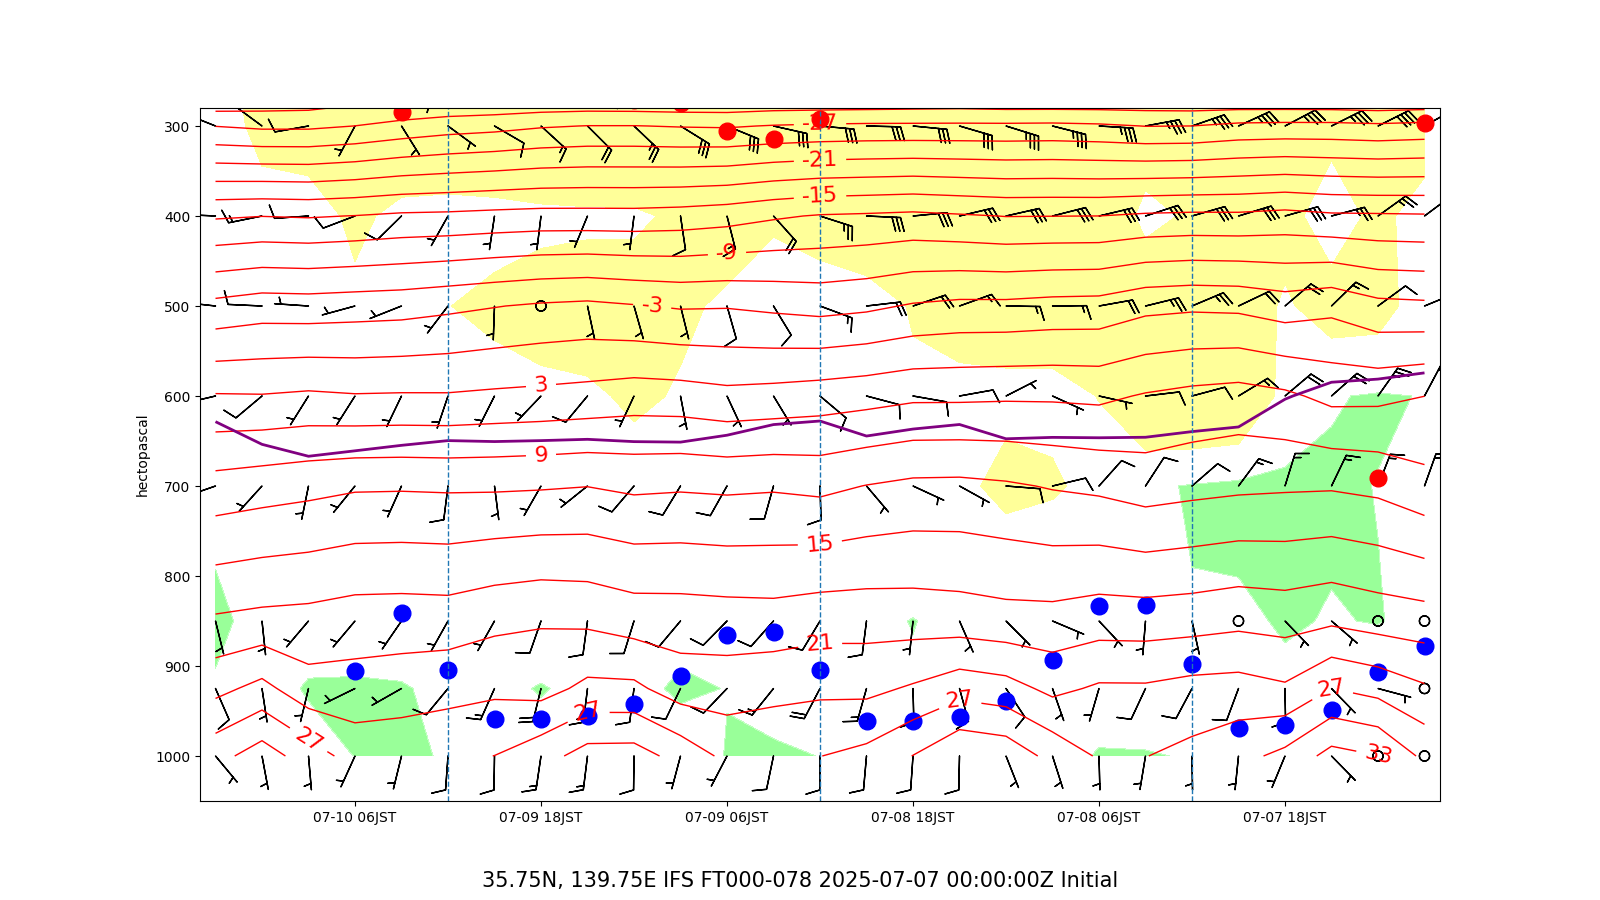 300
400
500
600
700
800
900
1000
hectopascal
-27
-21
-15
-9
-3
3
9
15
21
27
27
27
27
33
07-10 06JST
07-09 18JST
07-09 06JST
07-08 18JST
07-08 06JST
07-07 18JST
35.75N, 139.75E IFS FT000-078 2025-07-07 00:00:00Z Initial